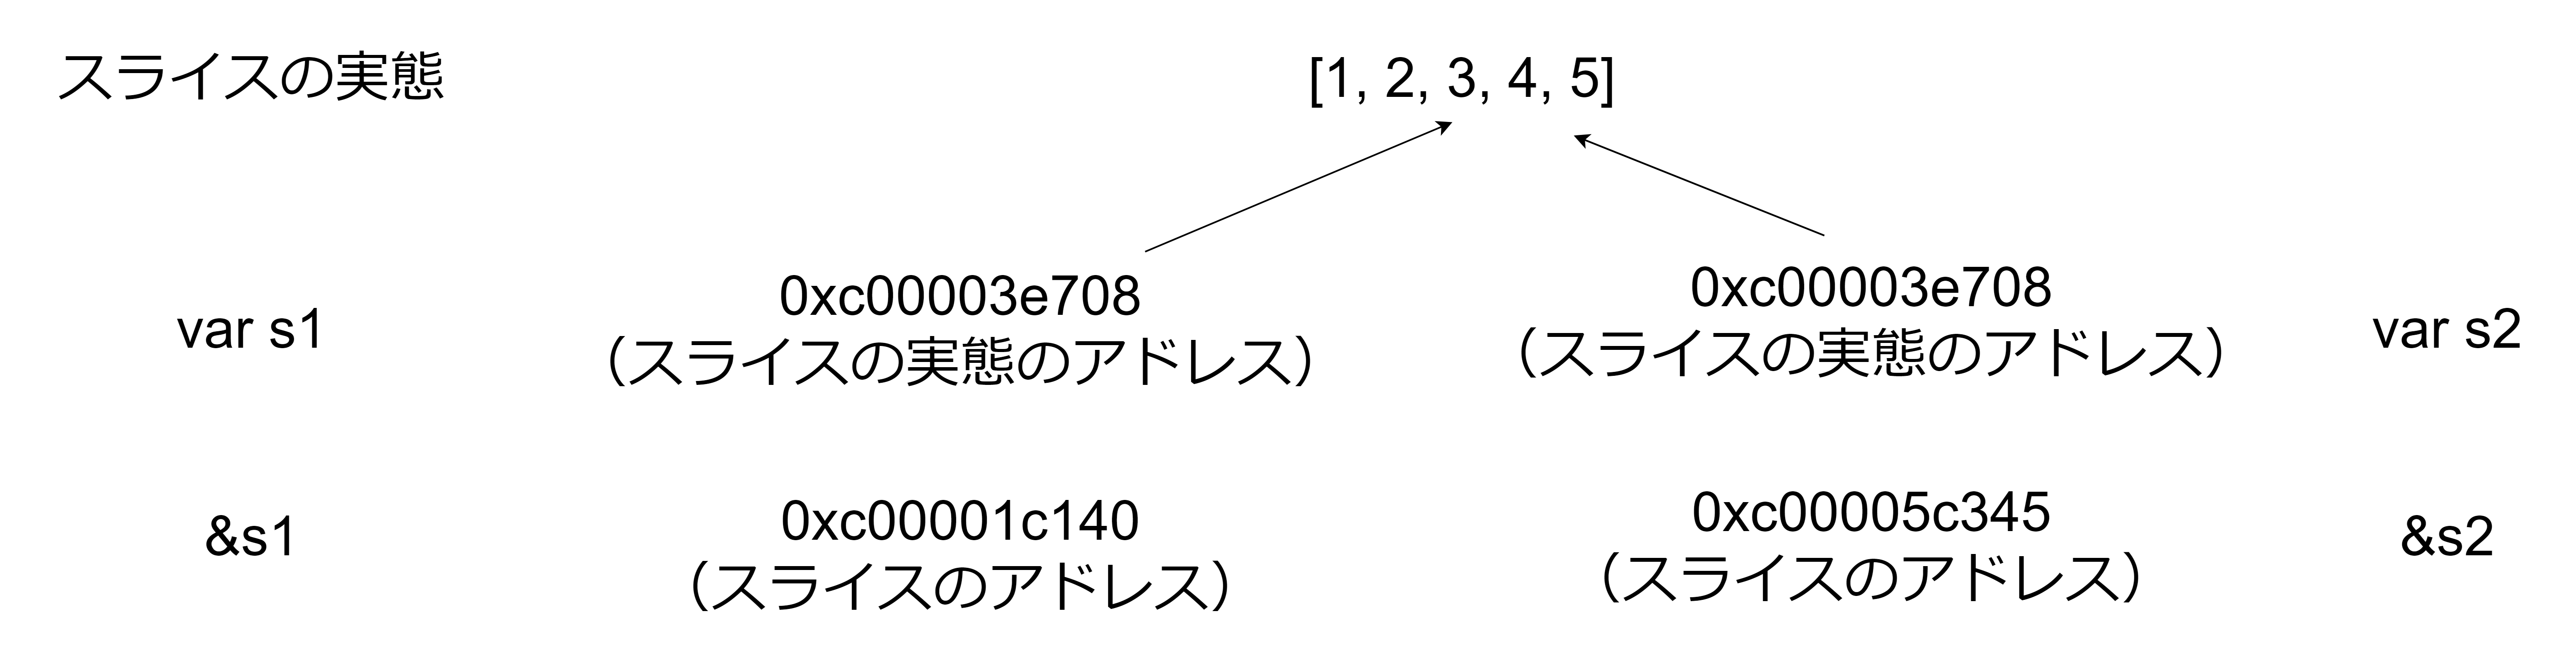 スライスの実態
[1, 2, 3, 4, 5]
var s1
0xc00003e708
（スライスの実態のアドレス）
0xc00003e708
（スライスの実態のアドレス）
var s2
&s1
0xc00001c140
（スライスのアドレス）
0xc00005c345
（スライスのアドレス）
&s2